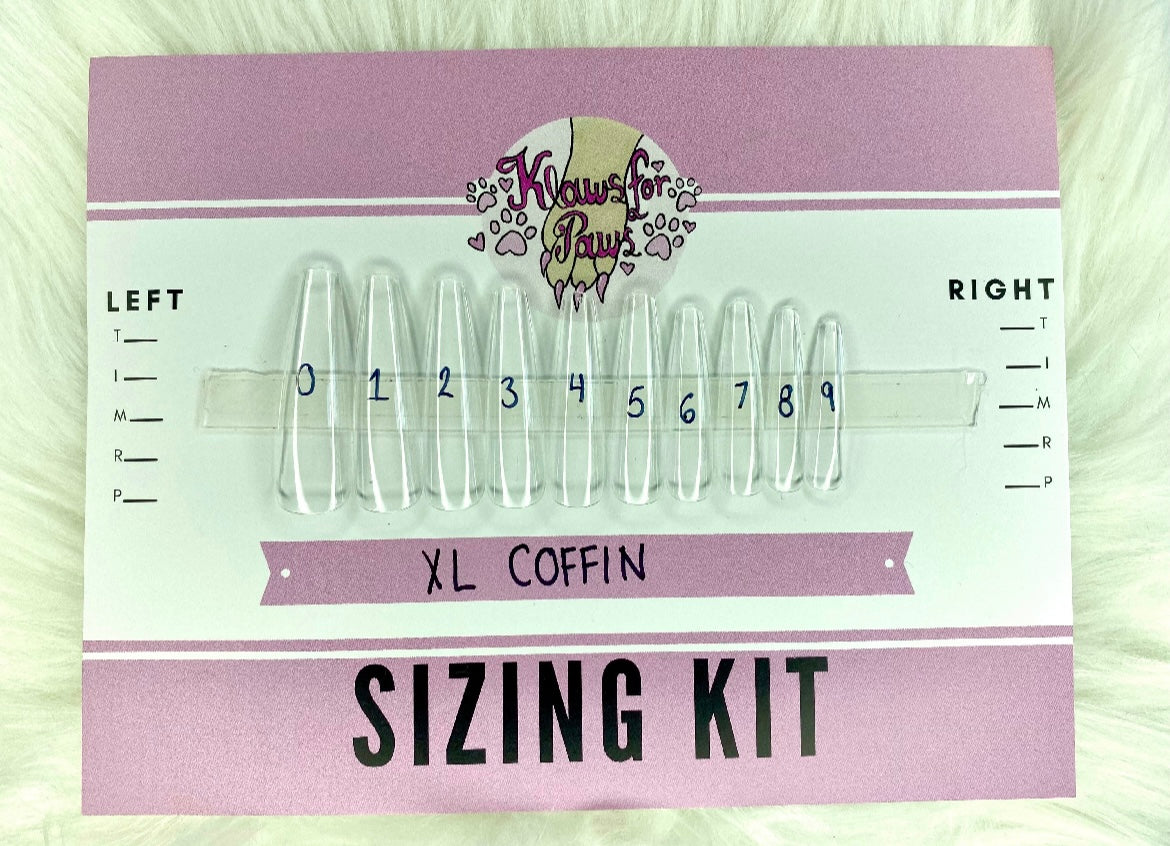 Klaws for
a
Paws
LEFT
T
I
M
R
P
RIGHT
T
I
M
R
P
0 1 2 3 4 5 6 7 8 9
XL COFFIN
SIZING KIT